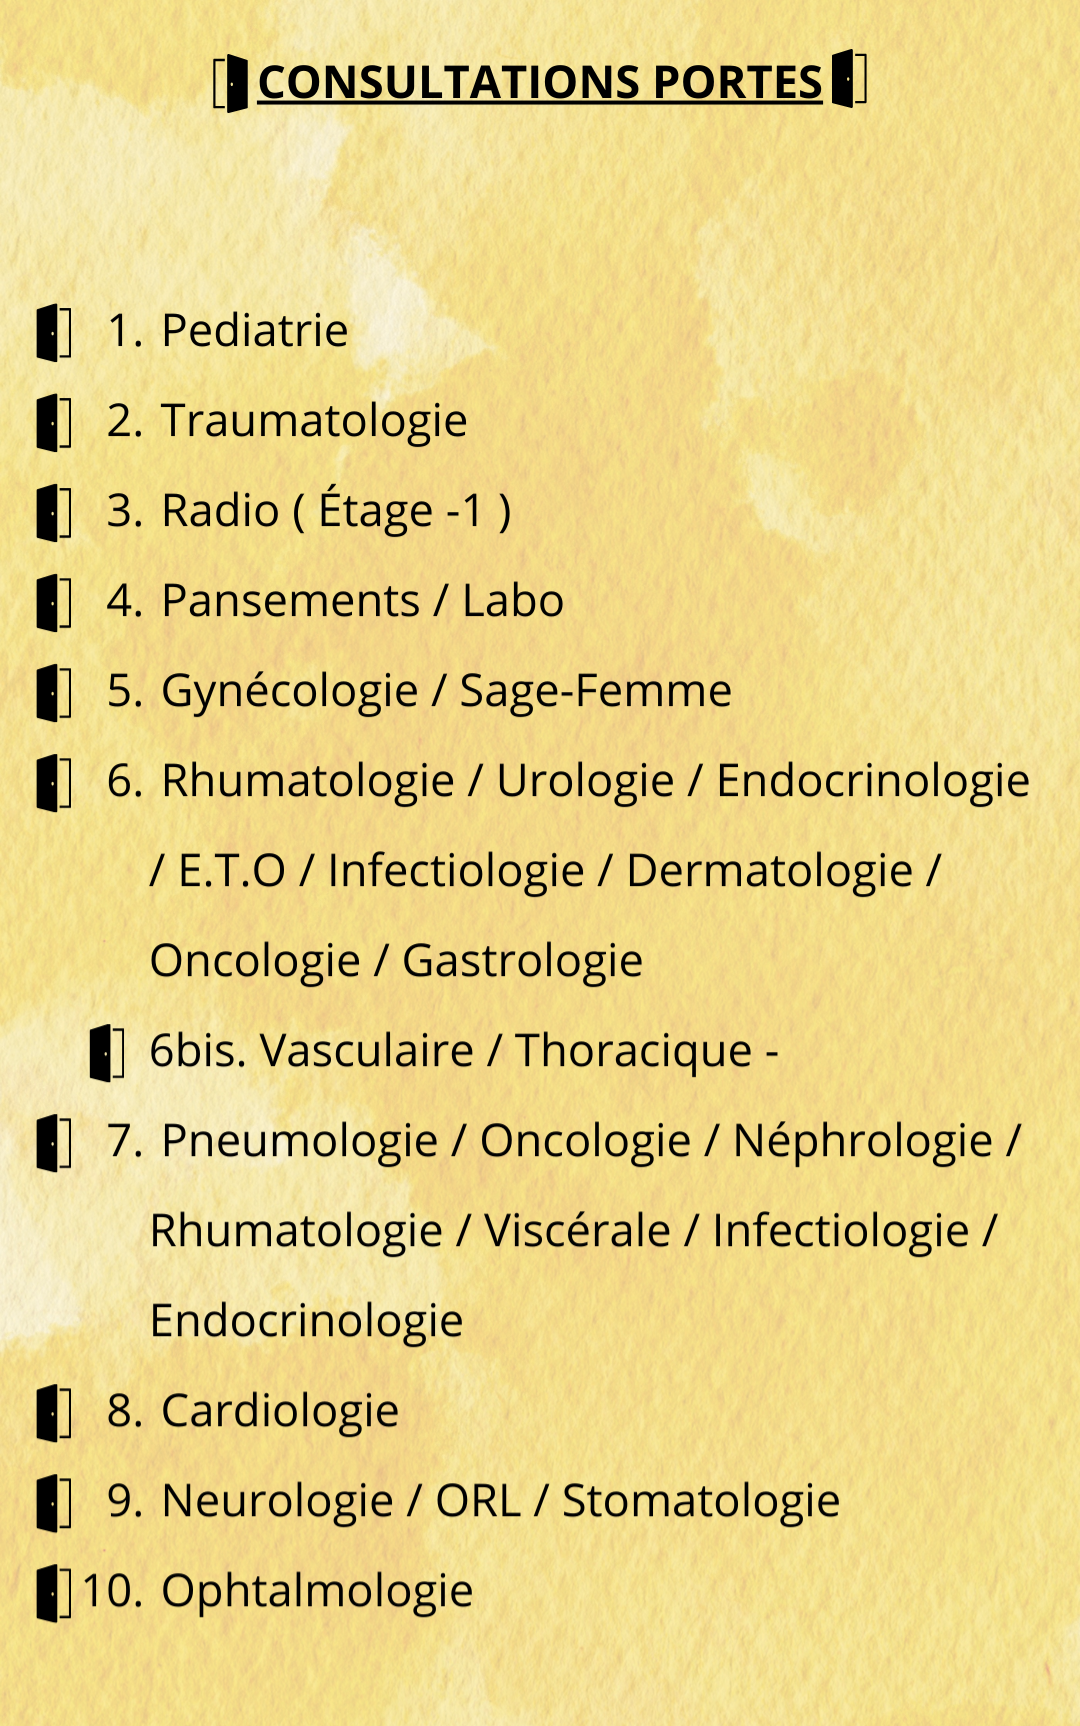 CONSULTATIONS PORTES
1. Pediatrie
2. Traumatologie
3. Radio ( Étage -1 )
4. Pansements / Labo
5. Gynécologie / Sage-Femme
6. Rhumatologie / Urologie / Endocrinologie
/ E.T.O / Infectiologie / Dermatologie /
Oncologie / Gastrologie
6bis. Vasculaire / Thoracique -
7. Pneumologie / Oncologie / Néphrologie /
Rhumatologie / Viscérale / Infectiologie /
Endocrinologie
8. Cardiologie
9. Neurologie / ORL / Stomatologie
10. Ophtalmologie